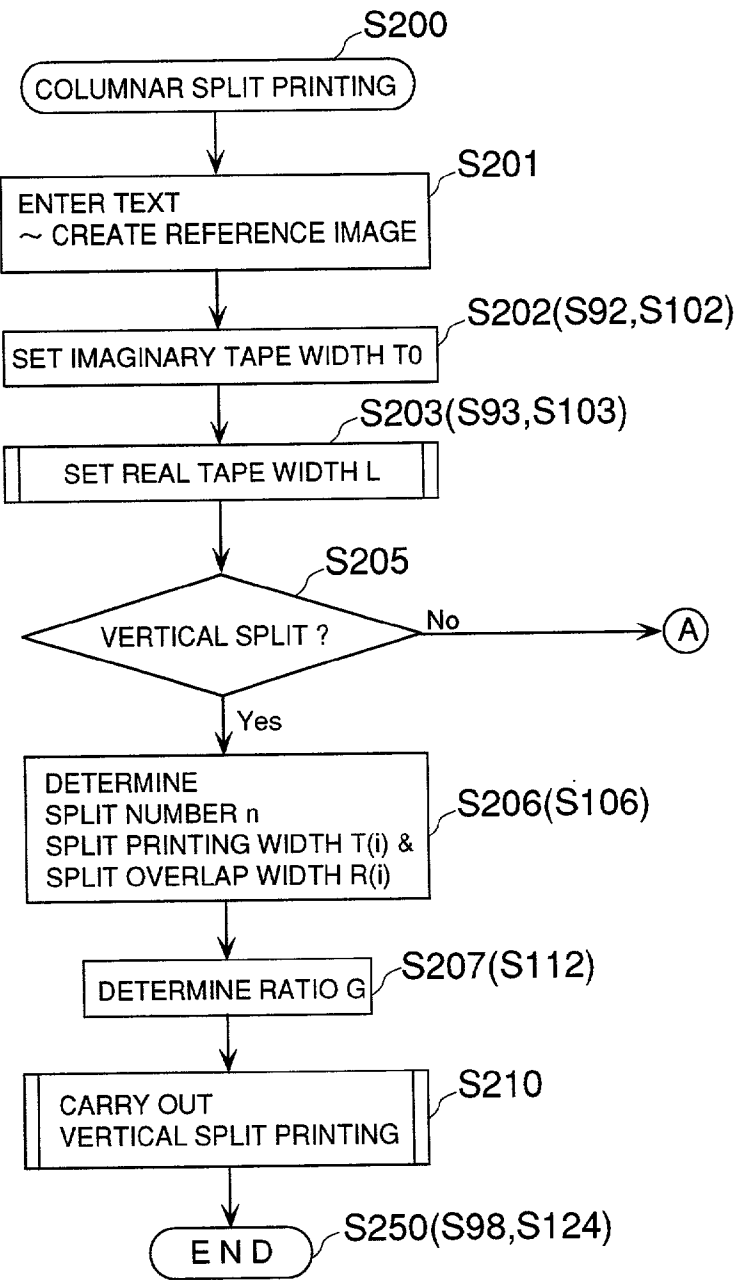 S200
COLUMNAR SPLIT PRINTING
S201
ENTER TEXT
~ CREATE REFERENCE IMAGE
S202(S92,S102)
SET IMAGINARY TAPE WIDTH T0
S203(S93,S103)
SET REAL TAPE WIDTH L
S205
VERTICAL SPLIT ?
No
A
Yes
DETERMINE
SPLIT NUMBER n
SPLIT PRINTING WIDTH T(i) &
SPLIT OVERLAP WIDTH R(i)
S206(S106)
S207(S112)
DETERMINE RATIO G
S210
CARRY OUT
VERTICAL SPLIT PRINTING
S250(S98,S124)
END